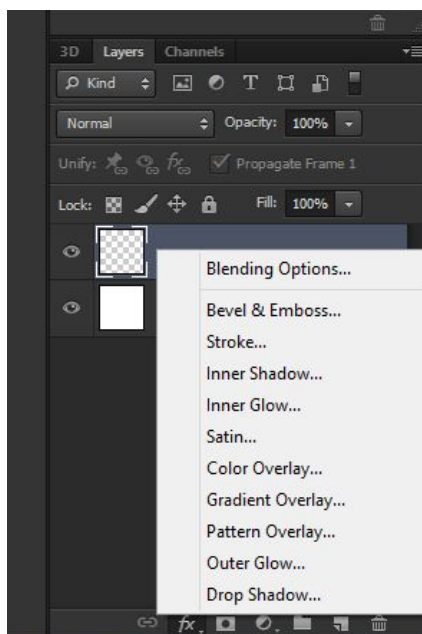 3D Layers Channels
Kind T
Normal Opacity: 100%
Unify: Propagate Frame 1
Lock: Fill: 100%
Blending Options...
Bevel & Emboss...
Stroke...
Inner Shadow...
Inner Glow...
Satin...
Color Overlay...
Gradient Overlay...
Pattern Overlay...
Outer Glow...
Drop Shadow...
fx